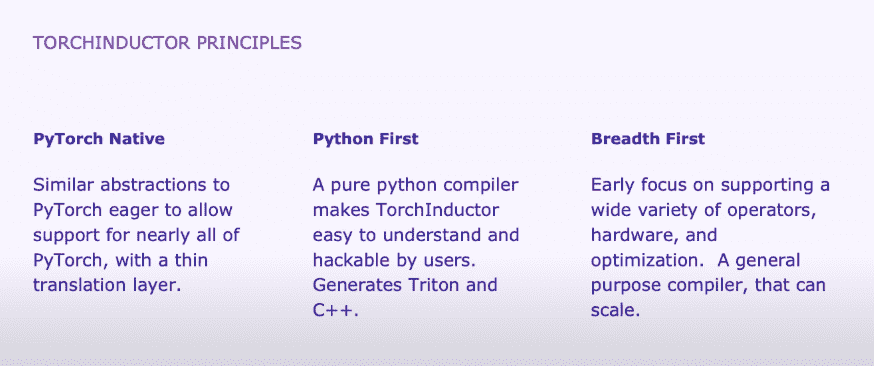 TORCHINDUCTOR PRINCIPLES
PyTorch Native
Similar abstractions to
PyTorch eager to allow
support for nearly all of
PyTorch, with a thin
translation layer.
Python First
A pure python compiler
makes TorchInductor
easy to understand and
hackable by users.
Generates Triton and
C++.
Breadth First
Early focus on supporting a
wide variety of operators,
hardware, and
optimization.  A general
purpose compiler, that can
scale.